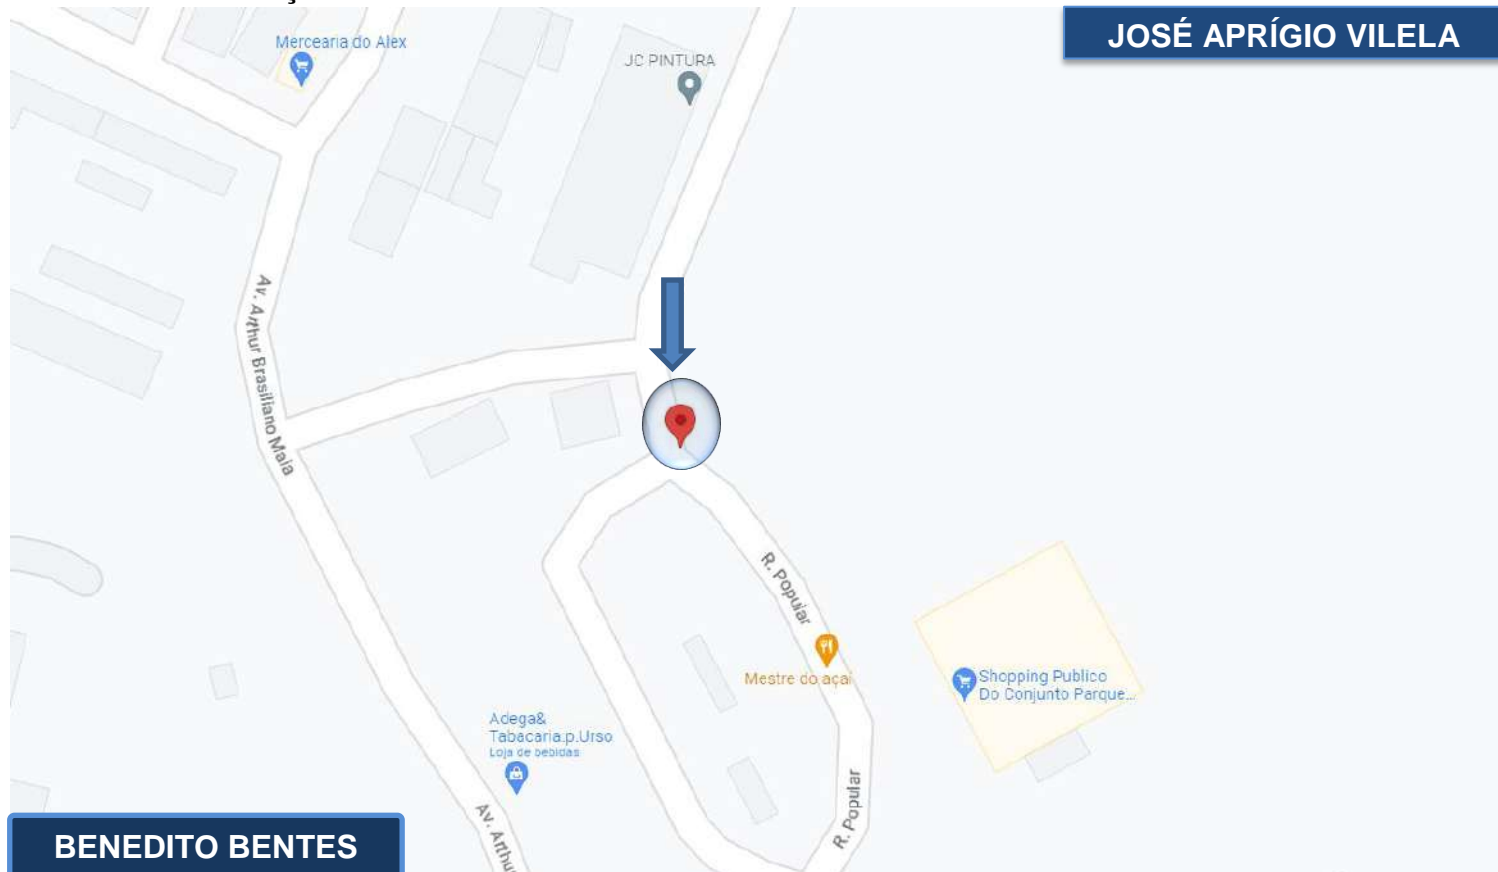 JOSÉ APRÍGIO VILELA
Mercearia do Alex
JC PINTURA
Av. Arthur Brasiliano Maia
R. Popular
Mestre do açaí
Shopping Publico
Do Conjunto Parque...
Adega&
Tabacaria.p.Urso
Loja de bebidas
R. Popular
Av. Arthu
BENEDITO BENTES